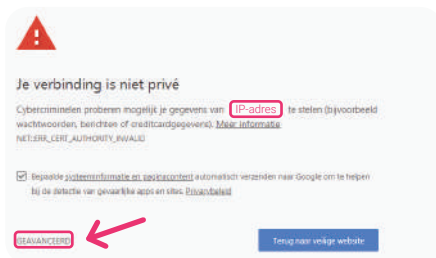 Je verbinding is niet privé
Cybercriminelen proberen mogelijk je gegevens van IP-adres te stelen (bijvoorbeeld
wachtwoorden, berichten of creditcardgegevens). Meer informatie
NET::ERR_CERT_AUTHORITY_INVALID
Bepaalde systeeminformatie en paginacontent automatisch verzenden naar Google om te helpen
bij de detectie van gevaarlijke apps en sites. Privacybeleid
GEAVANCEERD
Terug naar veilige website